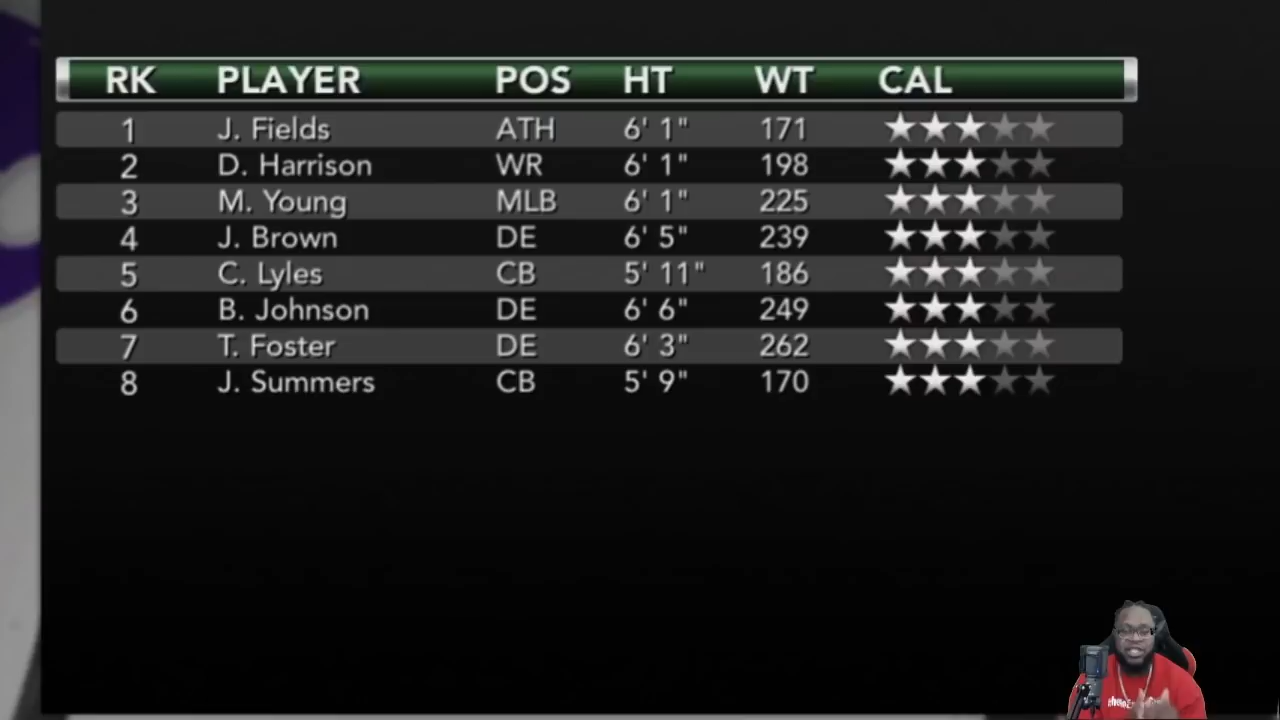 RK PLAYER POS HT WT CAL
1 J. Fields ATH 6' 1" 171
2 D. Harrison WR 6' 1" 198
3 M. Young MLB 6' 1" 225
4 J. Brown DE 6' 5" 239
5 C. Lyles CB 5' 11" 186
6 B. Johnson DE 6' 6" 249
7 T. Foster DE 6' 3" 262
8 J. Summers CB 5' 9" 170